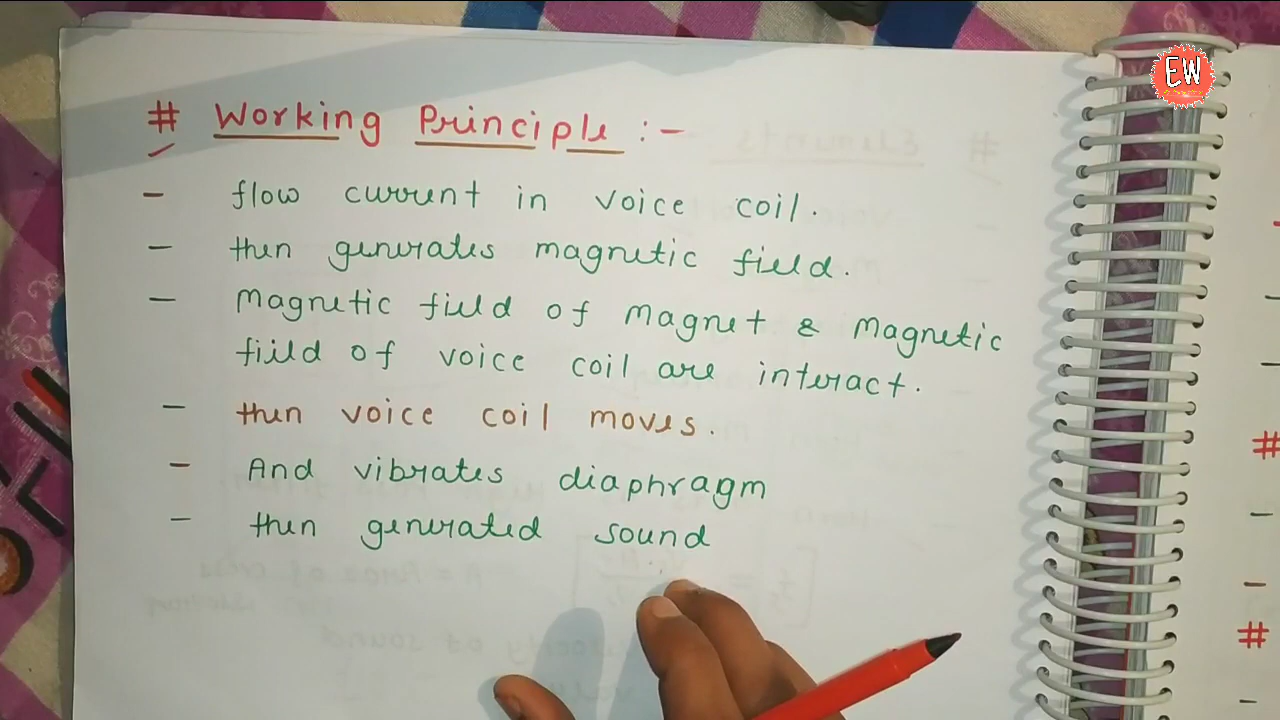 EW
# Working Principle :-
- flow current in voice coil.
- then generates magnetic field.
- Magnetic field of magnet & magnetic
field of voice coil are interact.
- then voice coil moves.
- And vibrates diaphragm
- then generated sound
#
#